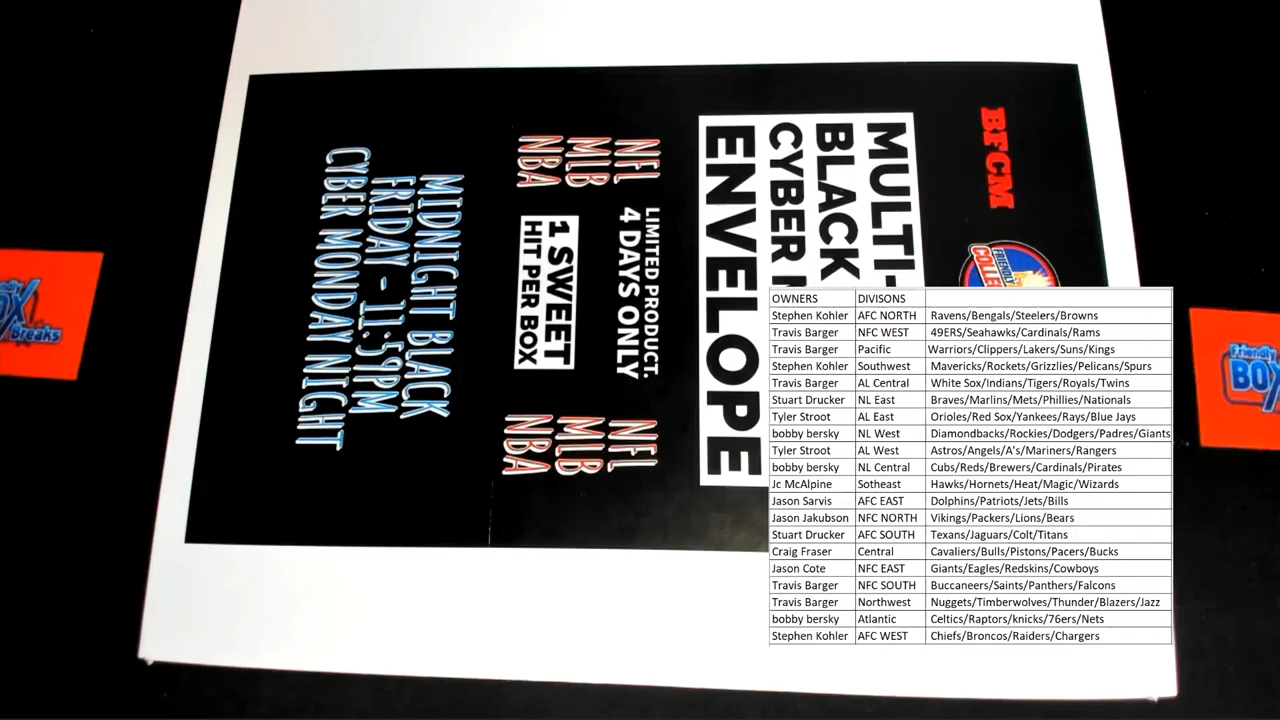 BFCM
FRIENDLY
MULTI-
BLACK
CYBER
ENVELOPE
LIMITED PRODUCT.
4 DAYS ONLY
NFL
MLB
NBA
1 SWEET
HIT PER BOX
NFL
MLB
NBA
MIDNIGHT BLACK
FRIDAY - 11:59PM
CYBER MONDAY NIGHT
Breaks
Friendly
BOX
OWNERS DIVISONS
Stephen Kohler AFC NORTH Ravens/Bengals/Steelers/Browns
Travis Barger NFC WEST 49ERS/Seahawks/Cardinals/Rams
Travis Barger Pacific Warriors/Clippers/Lakers/Suns/Kings
Stephen Kohler Southwest Mavericks/Rockets/Grizzlies/Pelicans/Spurs
Travis Barger AL Central White Sox/Indians/Tigers/Royals/Twins
Stuart Drucker NL East Braves/Marlins/Mets/Phillies/Nationals
Tyler Stroot AL East Orioles/Red Sox/Yankees/Rays/Blue Jays
bobby bersky NL West Diamondbacks/Rockies/Dodgers/Padres/Giants
Tyler Stroot AL West Astros/Angels/A's/Mariners/Rangers
bobby bersky NL Central Cubs/Reds/Brewers/Cardinals/Pirates
Jc McAlpine Sotheast Hawks/Hornets/Heat/Magic/Wizards
Jason Sarvis AFC EAST Dolphins/Patriots/Jets/Bills
Jason Jakubson NFC NORTH Vikings/Packers/Lions/Bears
Stuart Drucker AFC SOUTH Texans/Jaguars/Colt/Titans
Craig Fraser Central Cavaliers/Bulls/Pistons/Pacers/Bucks
Jason Cote NFC EAST Giants/Eagles/Redskins/Cowboys
Travis Barger NFC SOUTH Buccaneers/Saints/Panthers/Falcons
Travis Barger Northwest Nuggets/Timberwolves/Thunder/Blazers/Jazz
bobby bersky Atlantic Celtics/Raptors/knicks/76ers/Nets
Stephen Kohler AFC WEST Chiefs/Broncos/Raiders/Chargers